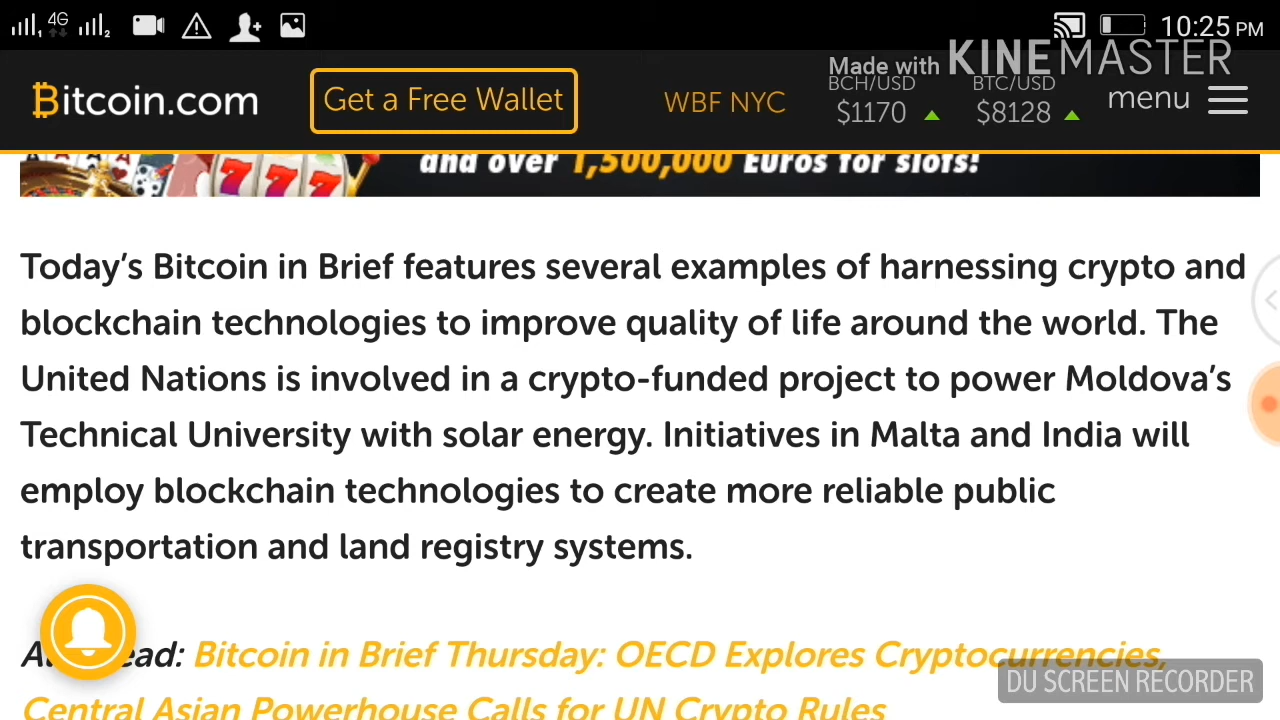 4G 1 2 10:25 PM
Made with KINEMASTER
Bitcoin.com Get a Free Wallet WBF NYC BCH/USD $1170 BTC/USD $8128 menu
777 and over 1,500,000 Euros for slots!
Today's Bitcoin in Brief features several examples of harnessing crypto and
blockchain technologies to improve quality of life around the world. The
United Nations is involved in a crypto-funded project to power Moldova's
Technical University with solar energy. Initiatives in Malta and India will
employ blockchain technologies to create more reliable public
transportation and land registry systems.
ead: Bitcoin in Brief Thursday: OECD Explores Cryptocurrencies,
Central Asian Powerhouse Calls for UN Crypto Rules
DU SCREEN RECORDER